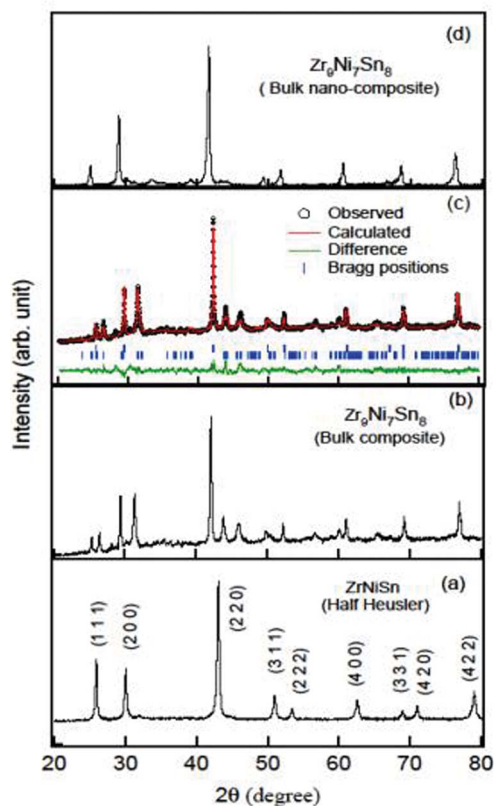 (d)
Zr₉Ni₇Sn₈
( Bulk nano-composite)
(c)
Observed
Calculated
Difference
Bragg positions
Intensity (arb. unit)
(b)
Zr₉Ni₇Sn₈
(Bulk composite)
(a)
ZrNiSn
(Half Heusler)
(1 1 1)
(2 0 0)
(2 2 0)
(3 1 1)
(2 2 2)
(4 0 0)
(3 3 1)
(4 2 0)
(4 2 2)
20 30 40 50 60 70 80
2θ (degree)